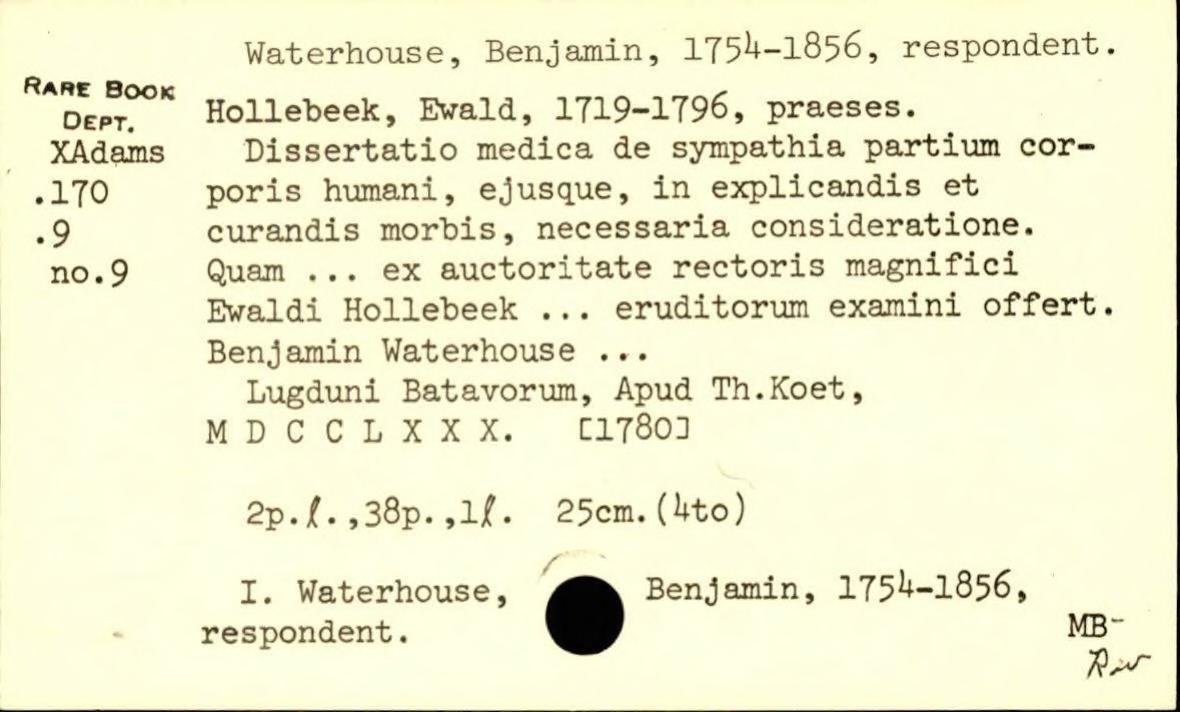 Waterhouse, Benjamin, 1754-1856, respondent.
RARE BOOK
DEPT.
XAdams
.170
.9
no.9
Hollebeek, Ewald, 1719-1796, praeses.
Dissertatio medica de sympathia partium cor-
poris humani, ejusque, in explicandis et
curandis morbis, necessaria consideratione.
Quam ... ex auctoritate rectoris magnifici
Ewaldi Hollebeek ... eruditorum examini offert.
Benjamin Waterhouse ...
Lugduni Batavorum, Apud Th.Koet,
M D C C L X X X. [1780]
2p.ℓ.,38p.,1ℓ. 25cm.(4to)
I. Waterhouse, Benjamin, 1754-1856,
respondent.
MB-